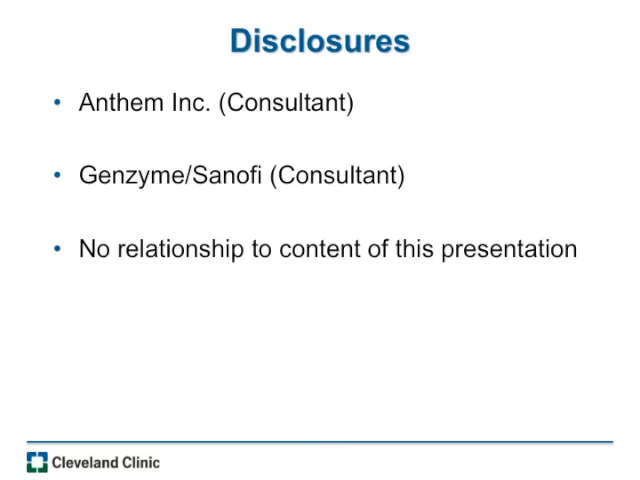 Disclosures
• Anthem Inc. (Consultant)
• Genzyme/Sanofi (Consultant)
• No relationship to content of this presentation
Cleveland Clinic